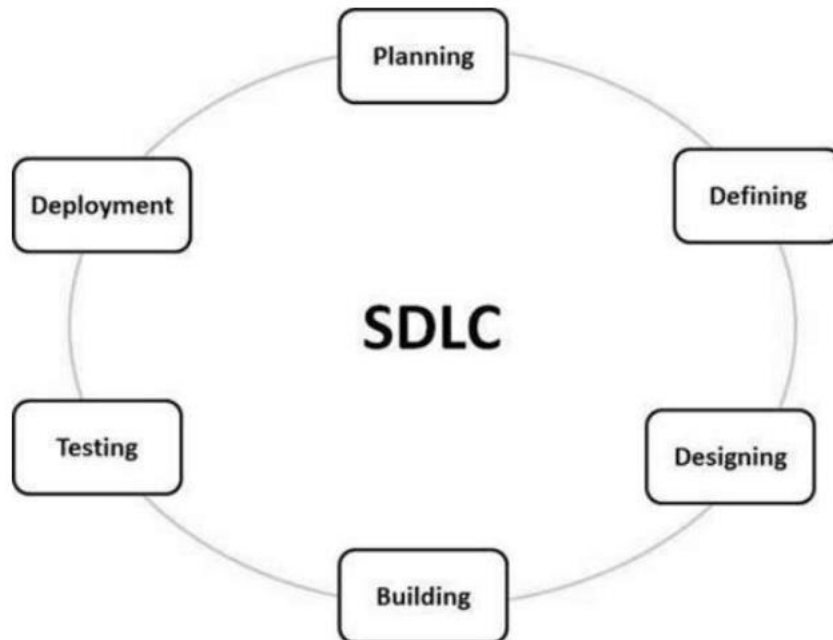 Planning
Defining
Designing
Building
Testing
Deployment
SDLC